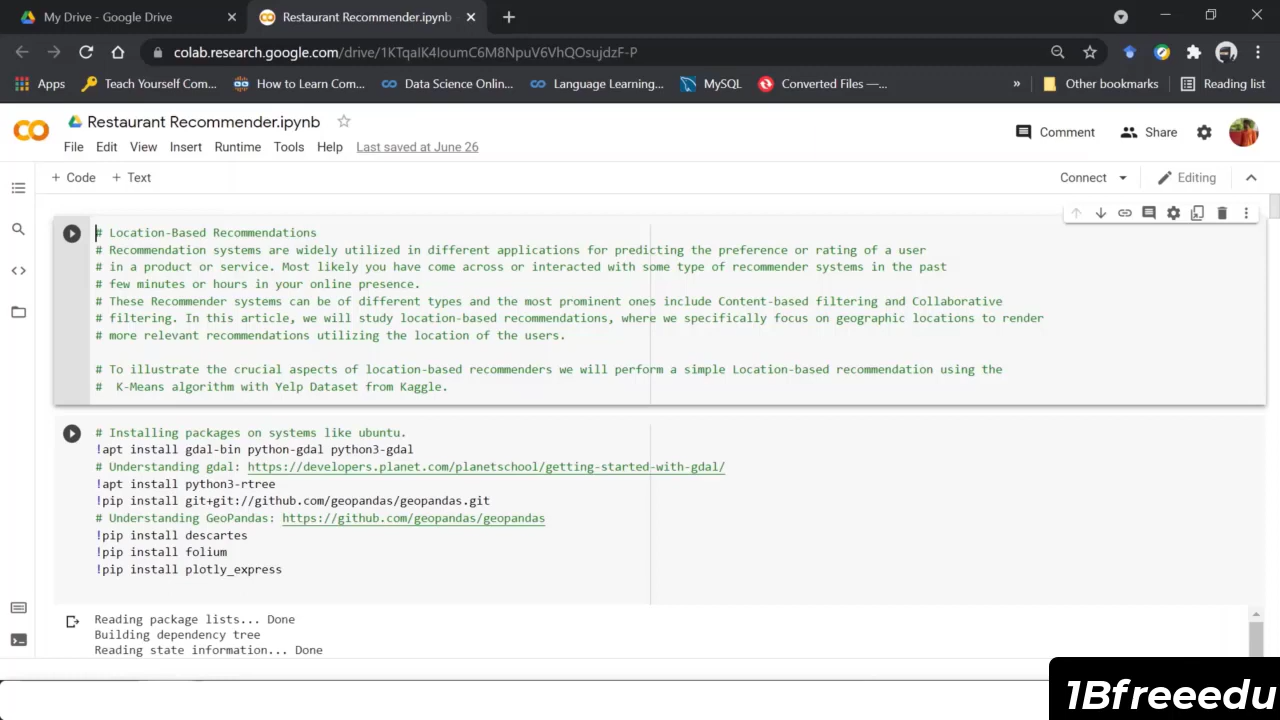 My Drive - Google Drive
Restaurant Recommender.ipynb
colab.research.google.com/drive/1KTqalK4IoumC6M8NpuV6VhQOsujdzF-P
Apps
Teach Yourself Com...
How to Learn Com...
Data Science Onlin...
Language Learning...
MySQL
Converted Files —...
»
Other bookmarks
Reading list
CO
Restaurant Recommender.ipynb
Comment
Share
File Edit View Insert Runtime Tools Help Last saved at June 26
+ Code + Text
Connect
Editing
# Location-Based Recommendations
# Recommendation systems are widely utilized in different applications for predicting the preference or rating of a user
# in a product or service. Most likely you have come across or interacted with some type of recommender systems in the past
# few minutes or hours in your online presence.
# These Recommender systems can be of different types and the most prominent ones include Content-based filtering and Collaborative
# filtering. In this article, we will study location-based recommendations, where we specifically focus on geographic locations to render
# more relevant recommendations utilizing the location of the users.
# To illustrate the crucial aspects of location-based recommenders we will perform a simple Location-based recommendation using the
#  K-Means algorithm with Yelp Dataset from Kaggle.
# Installing packages on systems like ubuntu.
!apt install gdal-bin python-gdal python3-gdal
# Understanding gdal: https://developers.planet.com/planetschool/getting-started-with-gdal/
!apt install python3-rtree
!pip install git+git://github.com/geopandas/geopandas.git
# Understanding GeoPandas: https://github.com/geopandas/geopandas
!pip install descartes
!pip install folium
!pip install plotly_express
Reading package lists... Done
Building dependency tree
Reading state information... Done
1Bfreeedu